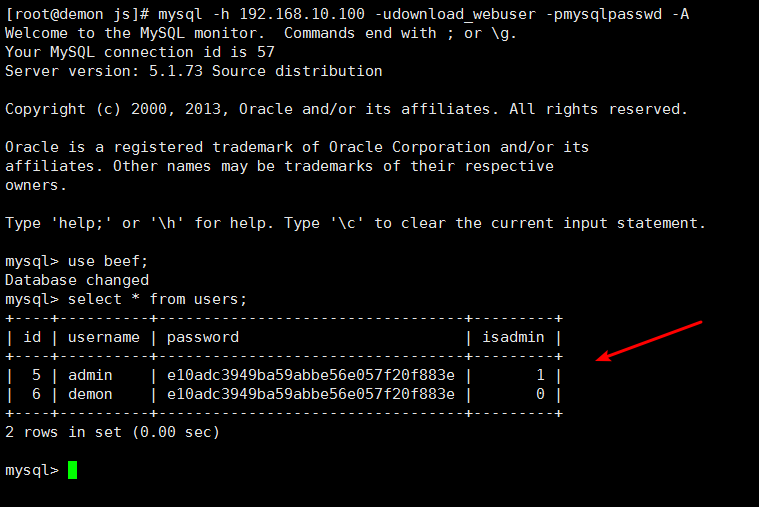 [root@demon js]# mysql -h 192.168.10.100 -udownload_webuser -pmysqlpasswd -A
Welcome to the MySQL monitor.  Commands end with ; or \g.
Your MySQL connection id is 57
Server version: 5.1.73 Source distribution

Copyright (c) 2000, 2013, Oracle and/or its affiliates. All rights reserved.

Oracle is a registered trademark of Oracle Corporation and/or its
affiliates. Other names may be trademarks of their respective
owners.

Type 'help;' or '\h' for help. Type '\c' to clear the current input statement.

mysql> use beef;
Database changed
mysql> select * from users;
+----+----------+----------------------------------+---------+
| id | username | password                         | isadmin |
+----+----------+----------------------------------+---------+
|  5 | admin    | e10adc3949ba59abbe56e057f20f883e |       1 |
|  6 | demon    | e10adc3949ba59abbe56e057f20f883e |       0 |
+----+----------+----------------------------------+---------+
2 rows in set (0.00 sec)

mysql>